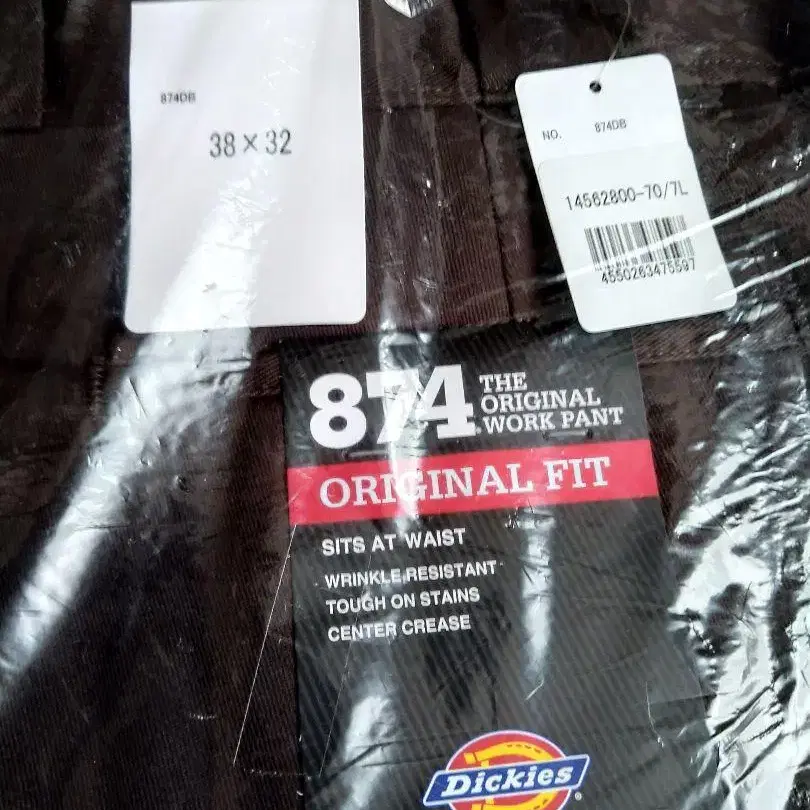 874DB
38×32
NO. 874DB
14562800-70/7L
4550263475597
874 THE
ORIGINAL
WORK PANT
ORIGINAL FIT
SITS AT WAIST
WRINKLE RESISTANT
TOUGH ON STAINS
CENTER CREASE
Dickies®